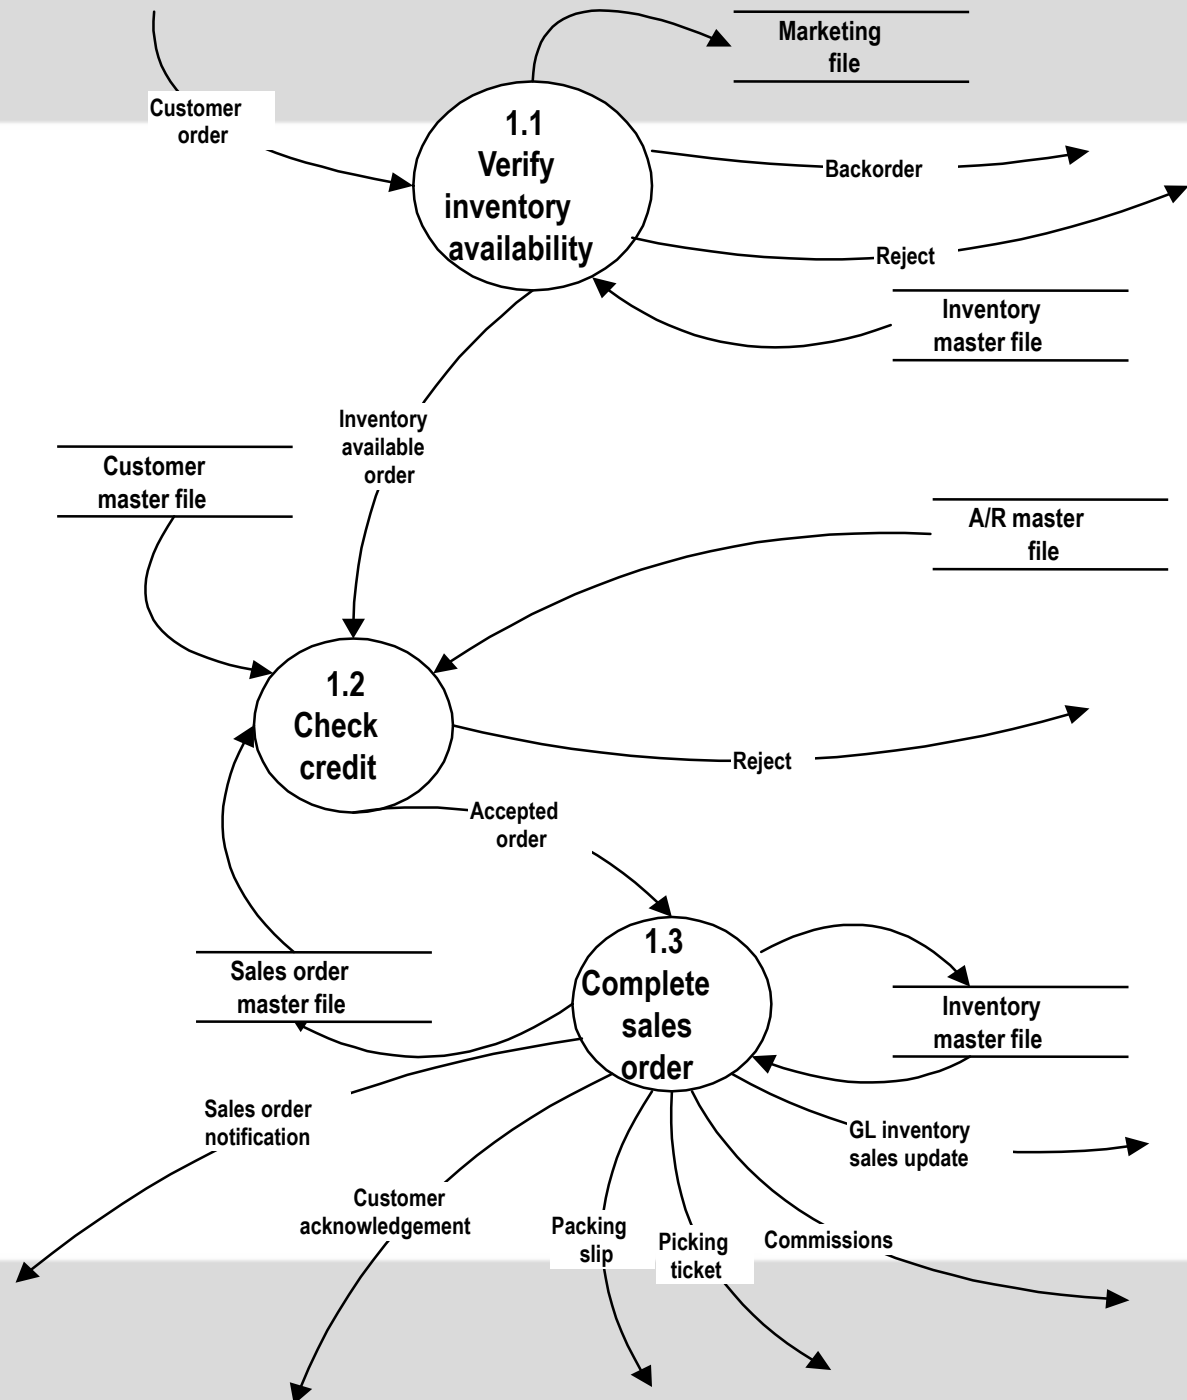 Marketing
file
Customer
order
1.1
Verify
inventory
availability
Backorder
Reject
Inventory
master file
Inventory
available
order
Customer
master file
A/R master
file
1.2
Check
credit
Reject
Accepted
order
1.3
Complete
sales
order
Sales order
master file
Inventory
master file
Sales order
notification
GL inventory
sales update
Customer
acknowledgement
Packing
slip
Picking
ticket
Commissions